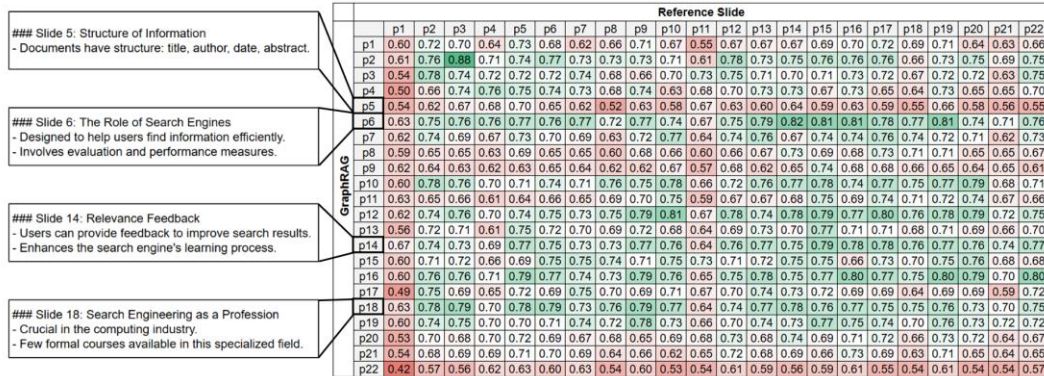 ### Slide 5: Structure of Information
- Documents have structure: title, author, date, abstract.
### Slide 6: The Role of Search Engines
- Designed to help users find information efficiently.
- Involves evaluation and performance measures.
### Slide 14: Relevance Feedback
- Users can provide feedback to improve search results.
- Enhances the search engine's learning process.
### Slide 18: Search Engineering as a Profession
- Crucial in the computing industry.
- Few formal courses available in this specialized field.
GraphRAG
Reference Slide
p1 p2 p3 p4 p5 p6 p7 p8 p9 p10 p11 p12 p13 p14 p15 p16 p17 p18 p19 p20 p21 p22
p1 0.60 0.72 0.70 0.64 0.73 0.68 0.62 0.66 0.71 0.67 0.55 0.67 0.67 0.67 0.69 0.70 0.72 0.69 0.71 0.64 0.63 0.66
p2 0.61 0.76 0.88 0.71 0.74 0.77 0.73 0.73 0.73 0.71 0.61 0.78 0.73 0.75 0.76 0.76 0.76 0.66 0.73 0.75 0.69 0.75
p3 0.54 0.78 0.74 0.72 0.72 0.72 0.74 0.68 0.66 0.70 0.73 0.75 0.71 0.70 0.71 0.73 0.72 0.67 0.72 0.72 0.63 0.75
p4 0.50 0.66 0.74 0.76 0.75 0.74 0.73 0.68 0.74 0.63 0.68 0.70 0.73 0.73 0.74 0.67 0.65 0.64 0.67 0.65 0.65 0.70
p5 0.54 0.62 0.67 0.68 0.70 0.65 0.62 0.52 0.63 0.58 0.67 0.63 0.60 0.64 0.59 0.63 0.59 0.55 0.66 0.58 0.56 0.55
p6 0.63 0.75 0.76 0.76 0.77 0.76 0.77 0.72 0.77 0.74 0.67 0.75 0.79 0.82 0.81 0.81 0.78 0.77 0.81 0.74 0.71 0.76
p7 0.62 0.74 0.69 0.67 0.73 0.70 0.69 0.63 0.72 0.77 0.64 0.74 0.76 0.67 0.74 0.74 0.76 0.74 0.72 0.71 0.62 0.73
p8 0.59 0.65 0.65 0.63 0.69 0.65 0.65 0.60 0.68 0.66 0.60 0.66 0.67 0.73 0.69 0.68 0.73 0.71 0.71 0.65 0.65 0.67
p9 0.62 0.64 0.63 0.62 0.65 0.68 0.64 0.62 0.62 0.67 0.57 0.68 0.62 0.65 0.74 0.68 0.68 0.66 0.65 0.64 0.65 0.61
p10 0.60 0.78 0.76 0.70 0.71 0.74 0.71 0.76 0.75 0.78 0.66 0.72 0.76 0.77 0.78 0.74 0.77 0.75 0.77 0.79 0.68 0.71
p11 0.63 0.65 0.66 0.61 0.64 0.66 0.65 0.69 0.70 0.71 0.59 0.67 0.67 0.68 0.75 0.69 0.74 0.71 0.72 0.74 0.67 0.66
p12 0.62 0.74 0.76 0.70 0.74 0.75 0.73 0.75 0.79 0.81 0.67 0.78 0.74 0.78 0.79 0.77 0.80 0.76 0.78 0.79 0.72 0.75
p13 0.56 0.72 0.71 0.61 0.75 0.72 0.70 0.69 0.72 0.68 0.64 0.73 0.70 0.75 0.77 0.71 0.71 0.68 0.71 0.69 0.66 0.70
p14 0.67 0.74 0.73 0.69 0.77 0.75 0.73 0.73 0.77 0.76 0.64 0.76 0.77 0.75 0.79 0.78 0.78 0.76 0.77 0.76 0.74 0.77
p15 0.60 0.71 0.72 0.66 0.69 0.75 0.75 0.74 0.75 0.71 0.67 0.74 0.72 0.75 0.66 0.73 0.70 0.70 0.74 0.75 0.68 0.68
p16 0.60 0.76 0.76 0.71 0.79 0.77 0.74 0.73 0.79 0.75 0.65 0.78 0.75 0.77 0.80 0.77 0.77 0.75 0.80 0.79 0.70 0.80
p17 0.49 0.75 0.69 0.65 0.72 0.69 0.75 0.70 0.69 0.71 0.67 0.70 0.73 0.72 0.77 0.69 0.69 0.64 0.69 0.69 0.59 0.72
p18 0.63 0.78 0.79 0.70 0.78 0.79 0.73 0.76 0.79 0.77 0.64 0.74 0.77 0.78 0.76 0.77 0.77 0.75 0.76 0.73 0.70 0.75
p19 0.60 0.74 0.75 0.70 0.70 0.71 0.74 0.72 0.78 0.73 0.66 0.70 0.74 0.73 0.77 0.75 0.74 0.70 0.76 0.73 0.72 0.72
p20 0.53 0.70 0.68 0.70 0.72 0.69 0.72 0.67 0.68 0.65 0.69 0.68 0.73 0.68 0.74 0.69 0.71 0.72 0.66 0.73 0.64 0.72
p21 0.54 0.68 0.69 0.69 0.71 0.70 0.69 0.64 0.66 0.62 0.65 0.72 0.68 0.69 0.66 0.73 0.69 0.63 0.71 0.65 0.64 0.65
p22 0.42 0.57 0.56 0.62 0.63 0.60 0.63 0.54 0.60 0.53 0.54 0.61 0.59 0.56 0.59 0.61 0.55 0.54 0.61 0.54 0.54 0.57